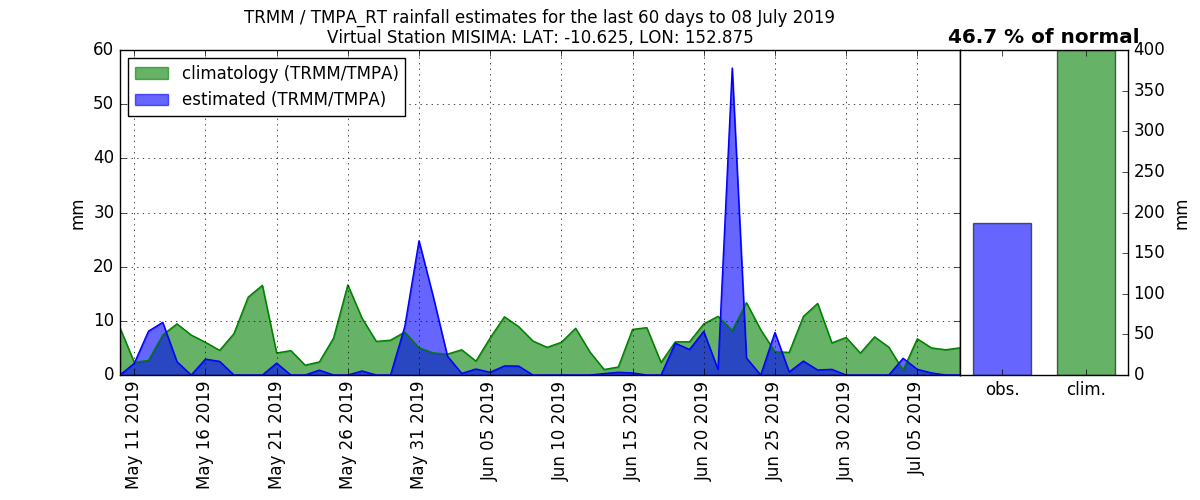 TRMM / TMPA_RT rainfall estimates for the last 60 days to 08 July 2019
Virtual Station MISIMA: LAT: -10.625, LON: 152.875
46.7 % of normal
climatology (TRMM/TMPA)
estimated (TRMM/TMPA)
60
50
40
30
20
10
0
mm
May 11 2019
May 16 2019
May 21 2019
May 26 2019
May 31 2019
Jun 05 2019
Jun 10 2019
Jun 15 2019
Jun 20 2019
Jun 25 2019
Jun 30 2019
Jul 05 2019
obs.
clim.
400
350
300
250
200
150
100
50
0
mm